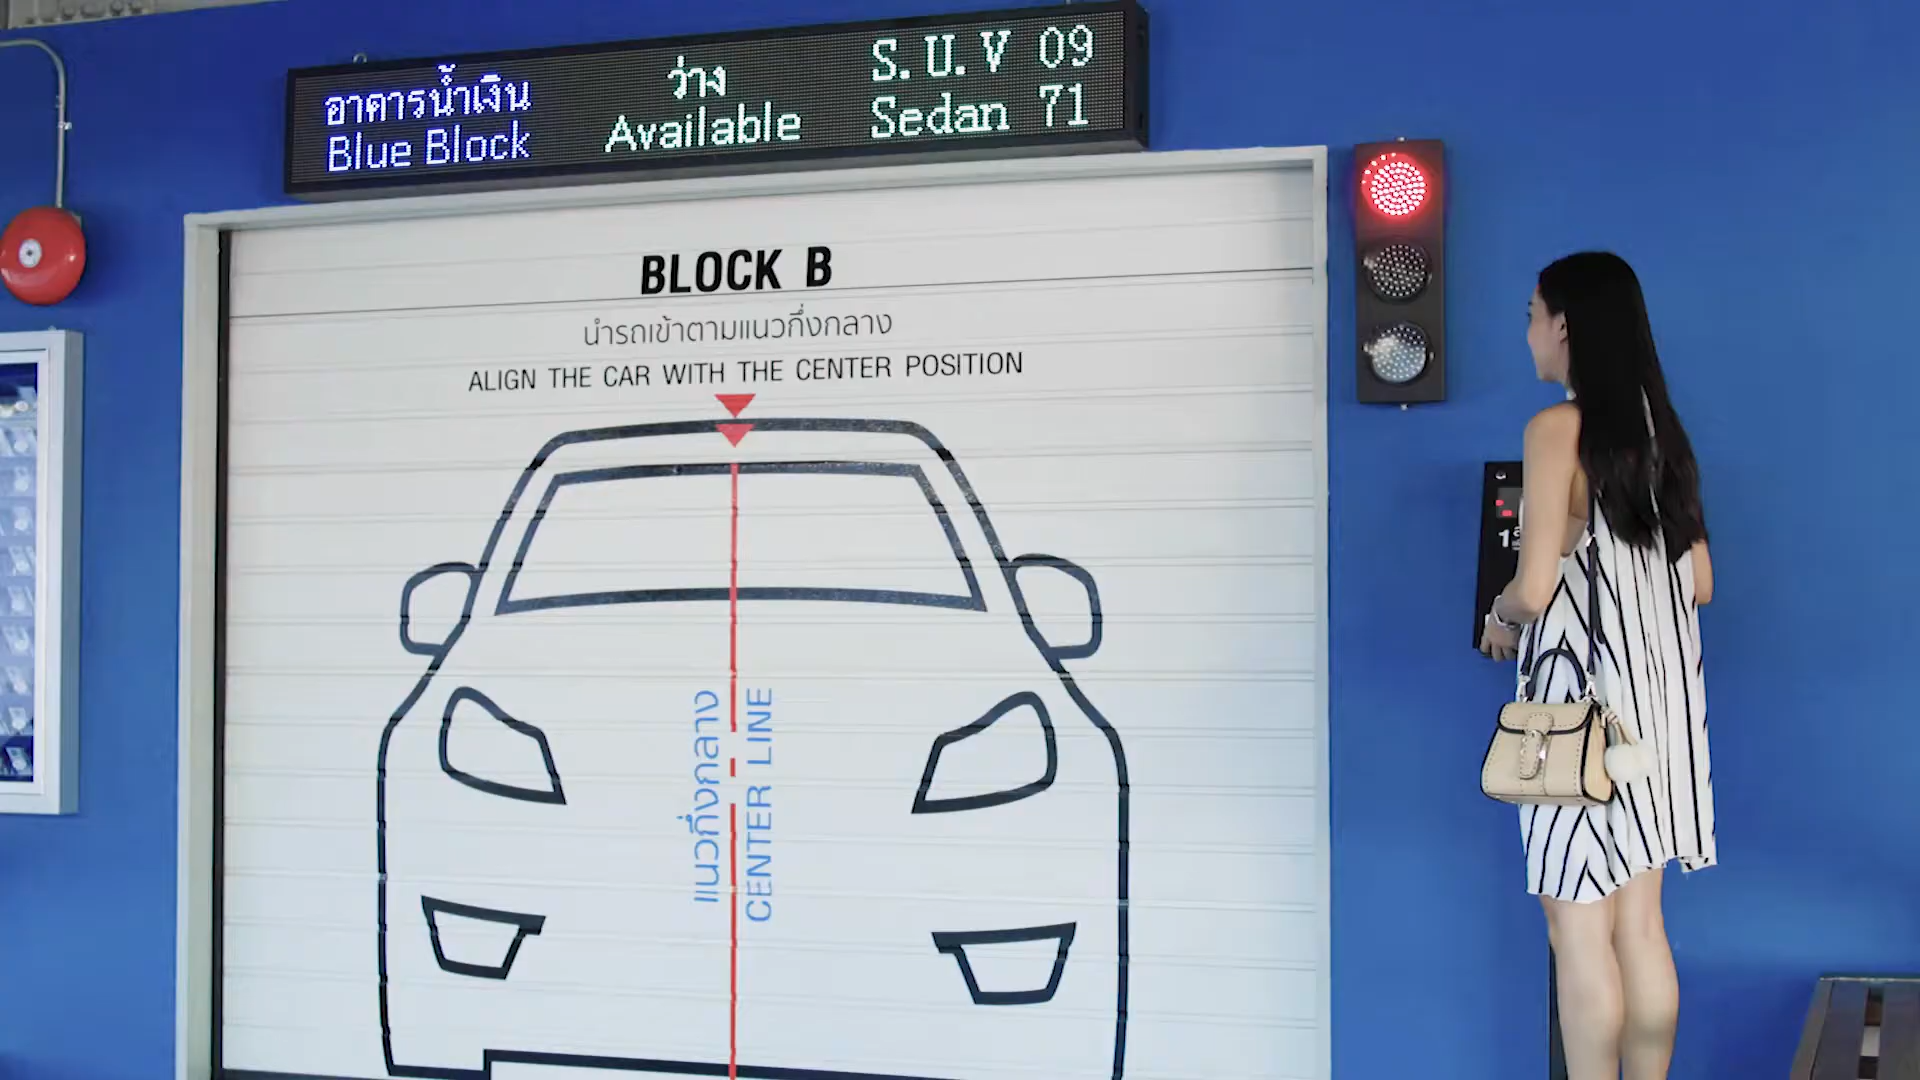 อาคารน้ำเงิน
Blue Block
ว่าง
Available
S.U.V 09
Sedan 71
BLOCK B
นำรถเข้าตามแนวกึ่งกลาง
ALIGN THE CAR WITH THE CENTER POSITION
แนวกึ่งกลาง
CENTER LINE
1